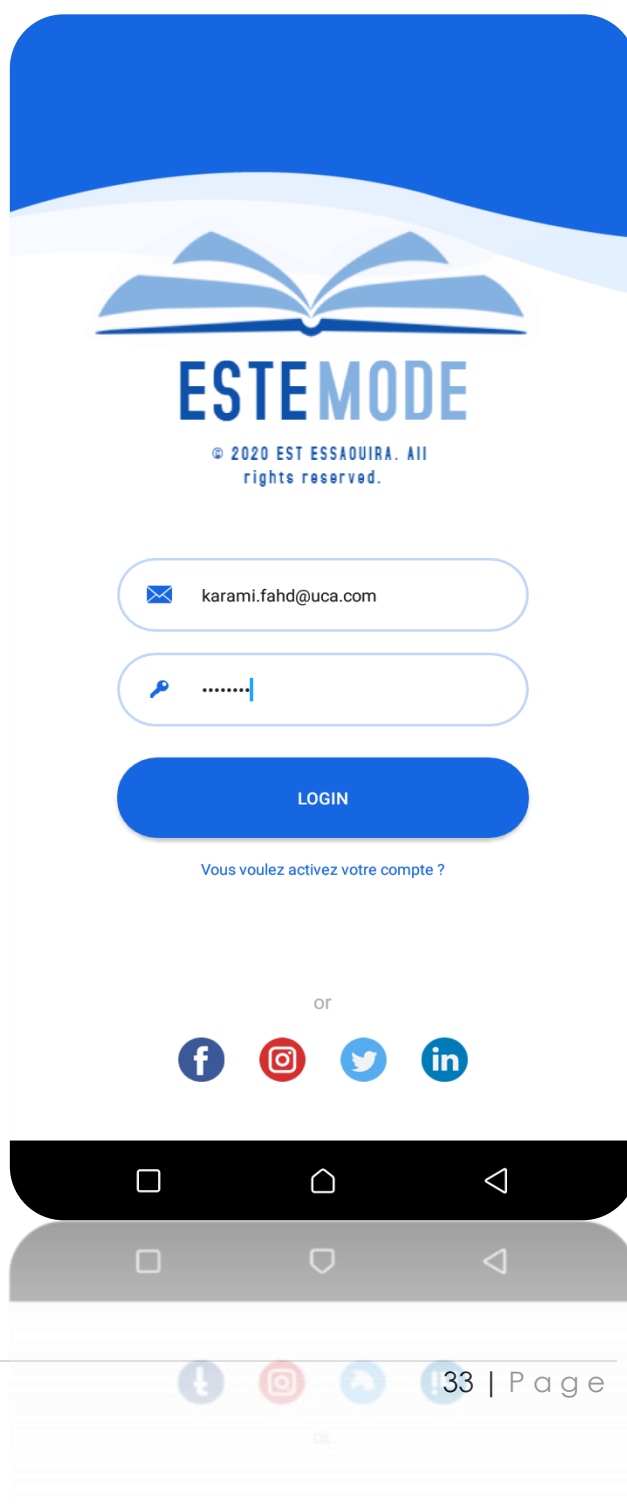 ESTEMODE
© 2020 EST ESSAOUIRA. All
rights reserved.
karami.fahd@uca.com
••••••••
LOGIN
Vous voulez activez votre compte ?
or
33 | Page